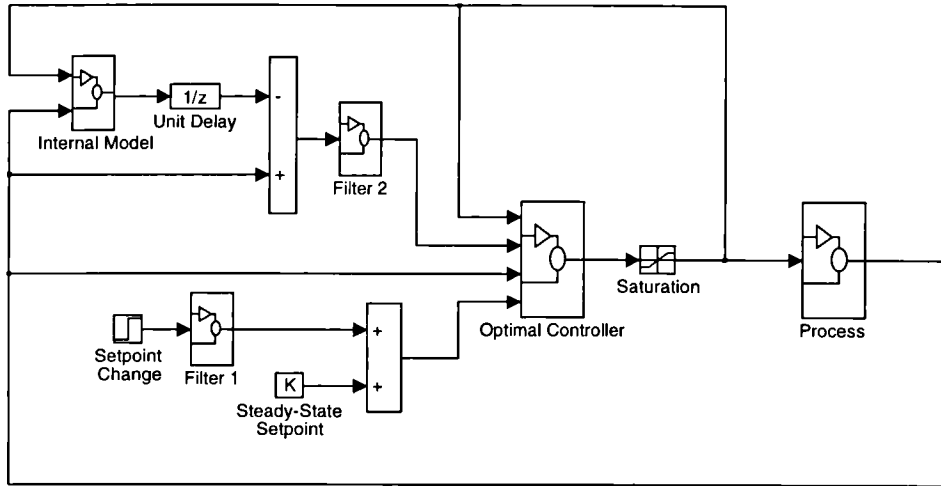 1/z
-
Internal Model
Unit Delay
+
Filter 2
Saturation
Optimal Controller
Process
+
Setpoint
Change
Filter 1
K
+
Steady-State
Setpoint